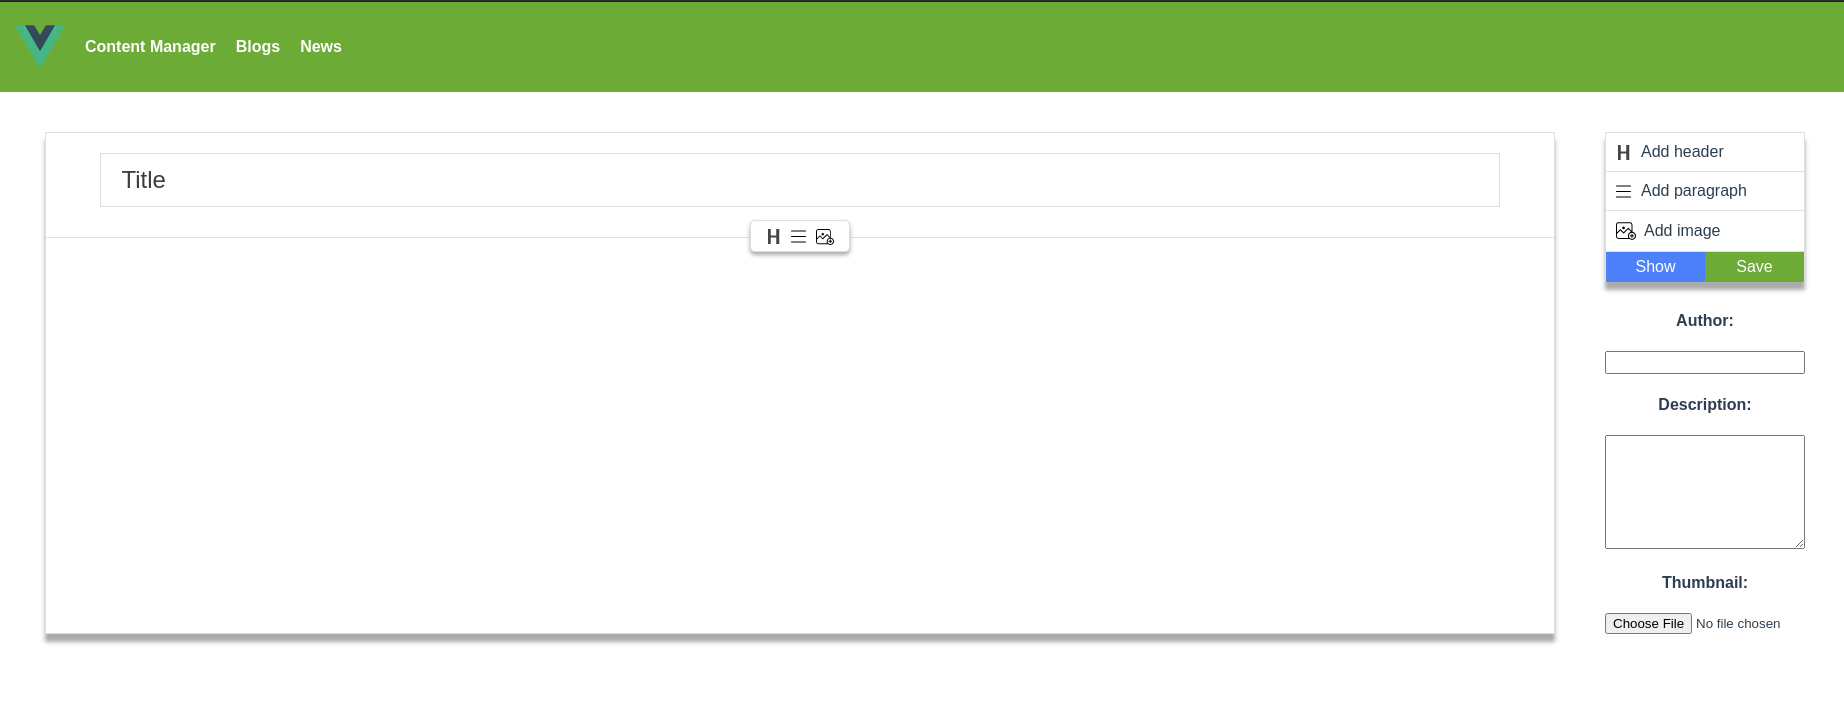 Content Manager Blogs News
Title
Add header
Add paragraph
Add image
Show Save
Author:
Description:
Thumbnail:
Choose File No file chosen